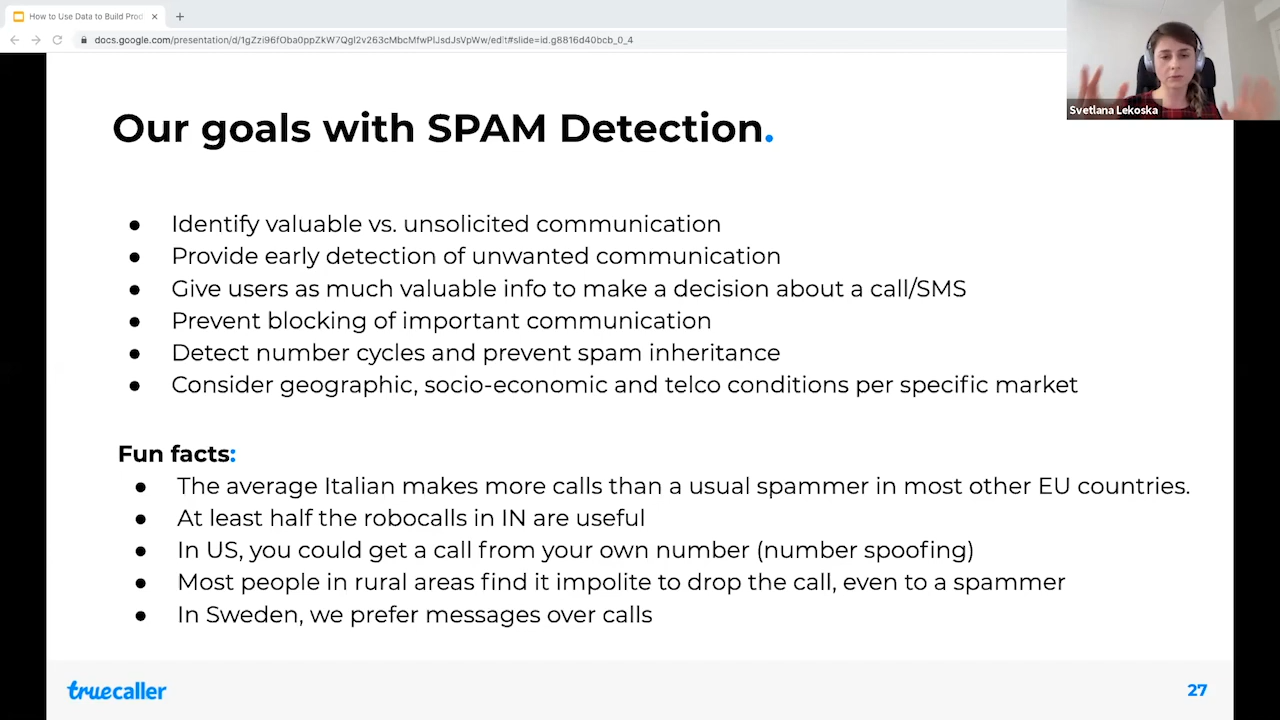 How to Use Data to Build Prod
docs.google.com/presentation/d/1gZzi96fOba0ppZkW7QgI2v263cMbcMfwPlJsdJsVpWw/edit#slide=id.g8816d40bcb_0_4
Svetlana Lekoska
Our goals with SPAM Detection.
● Identify valuable vs. unsolicited communication
● Provide early detection of unwanted communication
● Give users as much valuable info to make a decision about a call/SMS
● Prevent blocking of important communication
● Detect number cycles and prevent spam inheritance
● Consider geographic, socio-economic and telco conditions per specific market
Fun facts:
● The average Italian makes more calls than a usual spammer in most other EU countries.
● At least half the robocalls in IN are useful
● In US, you could get a call from your own number (number spoofing)
● Most people in rural areas find it impolite to drop the call, even to a spammer
● In Sweden, we prefer messages over calls
truecaller
27